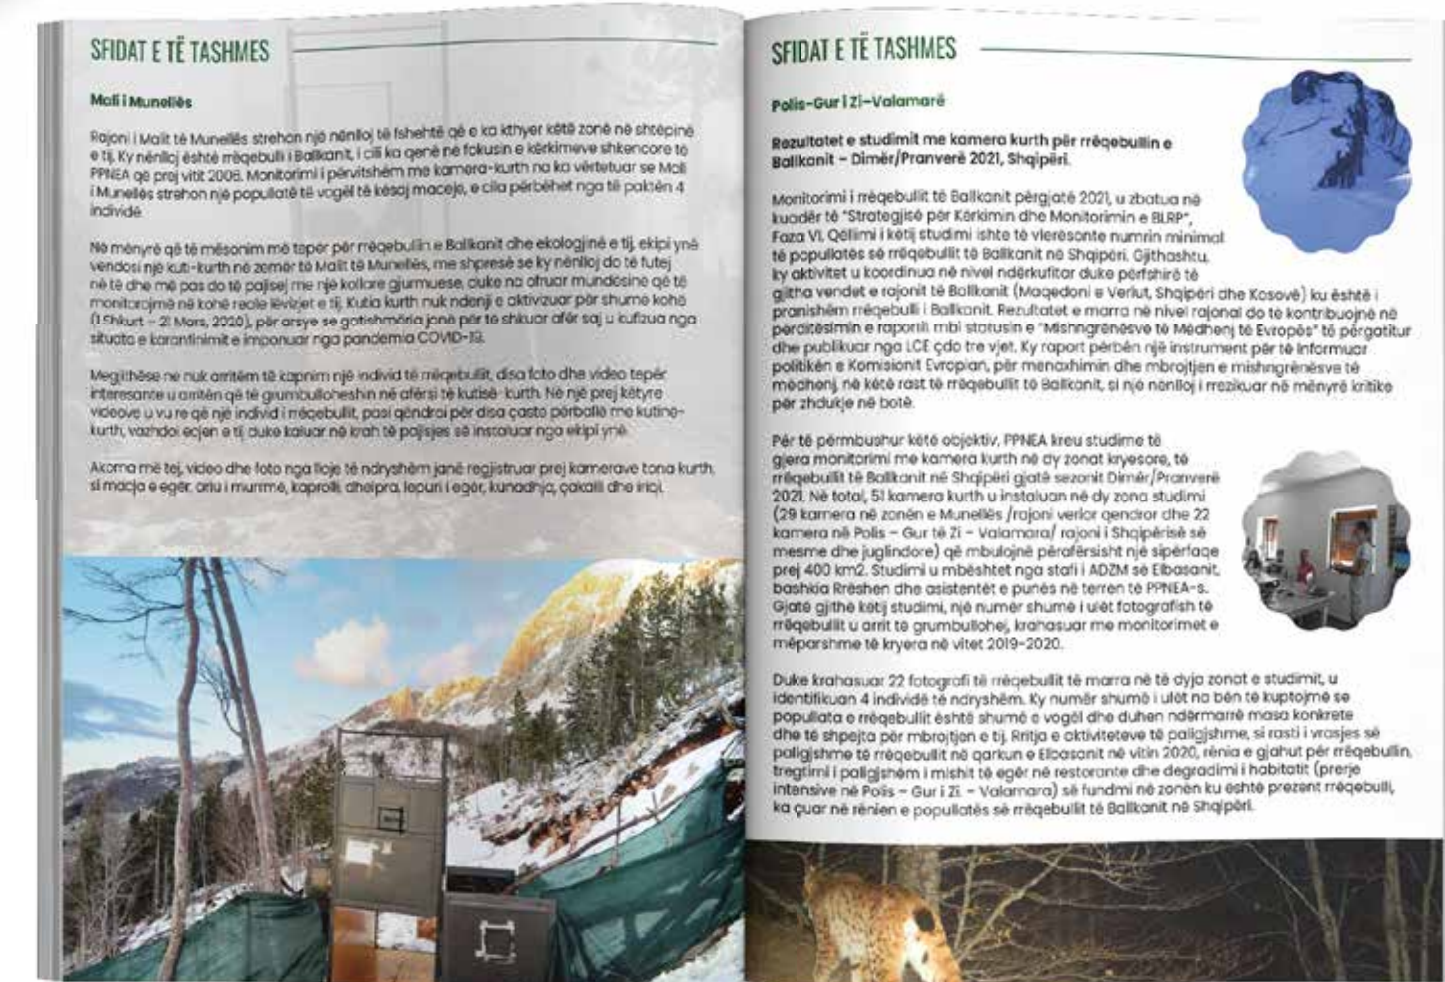 SFIDAT E TË TASHMES
Mali i Munellës
Rajoni i Malit të Munellës strehon një nënlloj të fshehtë që e ka kthyer këtë zonë në shtëpinë
e tij. Ky nënlloj është rrëqebulli i Ballkanit, i cili ka qenë në fokusin e kërkimeve shkencore të
PPNEA që prej vitit 2006. Monitorimi i përvitshëm me kamera-kurth na ka vërtetuar se Mali
i Munellës strehon një popullatë të vogël të kësaj maceje, e cila përbëhet nga të paktën 4
individë.
Në mënyrë që të mësonim më tepër për rrëqebullin e Ballkanit dhe ekologjinë e tij, ekipi ynë
vendosi një kuti-kurth në zemër të Malit të Munellës, me shpresë se ky nënlloj do të futej
në të dhe më pas do të pajisej me një kollare gjurmuese, duke na ofruar mundësinë që të
monitorojmë në kohë reale lëvizjet e tij. Kutia kurth nuk ndenji e aktivizuar për shumë kohë
(1 Shkurt – 21 Mars, 2020), për arsye se gatishmëria jonë për të shkuar afër saj u kufizua nga
situata e karantinimit e imponuar nga pandemia COVID-19.
Megjithëse ne nuk arritëm të kapnim një individ të rrëqebullit, disa foto dhe video tepër
interesante u arritën që të grumbulloheshin në afërsi të kutisë-kurth. Në një prej këtyre
videove u vu re që një individ i rrëqebullit, pasi qëndroi për disa çaste përballë me kutinë-
kurth, vazhdoi ecjen e tij duke kaluar në krah të pajisjes së instaluar nga ekipi ynë.
Akoma më tej, video dhe foto nga lloje të ndryshëm janë regjistruar prej kamerave tona kurth,
si macja e egër, ariu i murrmë, kaprolli, dhelpra, lepuri i egër, kunadhja, çakalli dhe iriqi.
SFIDAT E TË TASHMES
Polis-Gur i Zi-Valamarë
Rezultatet e studimit me kamera kurth për rrëqebullin e
Ballkanit – Dimër/Pranverë 2021, Shqipëri.
Monitorimi i rrëqebullit të Ballkanit përgjatë 2021, u zbatua në
kuadër të "Strategjisë për Kërkimin dhe Monitorimin e BLRP",
Faza VI. Qëllimi i këtij studimi ishte të vlerësonte numrin minimal
të popullatës së rrëqebullit të Ballkanit në Shqipëri. Gjithashtu,
ky aktivitet u koordinua në nivel ndërkufitar duke përfshirë të
gjitha vendet e rajonit të Ballkanit (Maqedoni e Veriut, Shqipëri dhe Kosovë) ku është i
pranishëm rrëqebulli i Ballkanit. Rezultatet e marra në nivel rajonal do të kontribuojnë në
përditësimin e raportit mbi statusin e "Mishngrënësve të Mëdhenj të Evropës" të përgatitur
dhe publikuar nga LCE çdo tre vjet. Ky raport përbën një instrument për të informuar
politikën e Komisionit Evropian, për menaxhimin dhe mbrojtjen e mishngrënësve të
mëdhenj, në këtë rast të rrëqebullit të Ballkanit, si një nënlloj i rrezikuar në mënyrë kritike
për zhdukje në botë.
Për të përmbushur këtë objektiv, PPNEA kreu studime të
gjera monitorimi me kamera kurth në dy zonat kryesore, të
rrëqebullit të Ballkanit në Shqipëri gjatë sezonit Dimër/Pranverë
2021. Në total, 51 kamera kurth u instaluan në dy zona studimi
(29 kamera në zonën e Munellës /rajoni verior qendror dhe 22
kamera në Polis – Gur të Zi – Valamara/ rajoni i Shqipërisë së
mesme dhe juglindore) që mbulojnë përafërsisht një sipërfaqe
prej 400 km2. Studimi u mbështet nga stafi i ADZM së Elbasanit,
bashkia Rrëshen dhe asistentët e punës në terren të PPNEA-s.
Gjatë gjithë këtij studimi, një numër shumë i ulët fotografish të
rrëqebullit u arrit të grumbullohej, krahasuar me monitorimet e
mëparshme të kryera në vitet 2019-2020.
Duke krahasuar 22 fotografi të rrëqebullit të marra në të dyja zonat e studimit, u
identifikuan 4 individë të ndryshëm. Ky numër shumë i ulët na bën të kuptojmë se
popullata e rrëqebullit është shumë e vogël dhe duhen ndërmarrë masa konkrete
dhe të shpejta për mbrojtjen e tij. Rritja e aktiviteteve të paligjshme, si rasti i vrasjes së
paligjshme të rrëqebullit në qarkun e Elbasanit në vitin 2020, rënia e gjahut për rrëqebullin,
tregtimi i paligjshëm i mishit të egër në restorante dhe degradimi i habitatit (prerje
intensive në Polis – Gur i Zi. – Valamara) së fundmi në zonën ku është prezent rrëqebulli,
ka çuar në rënien e popullatës së rrëqebullit të Ballkanit në Shqipëri.